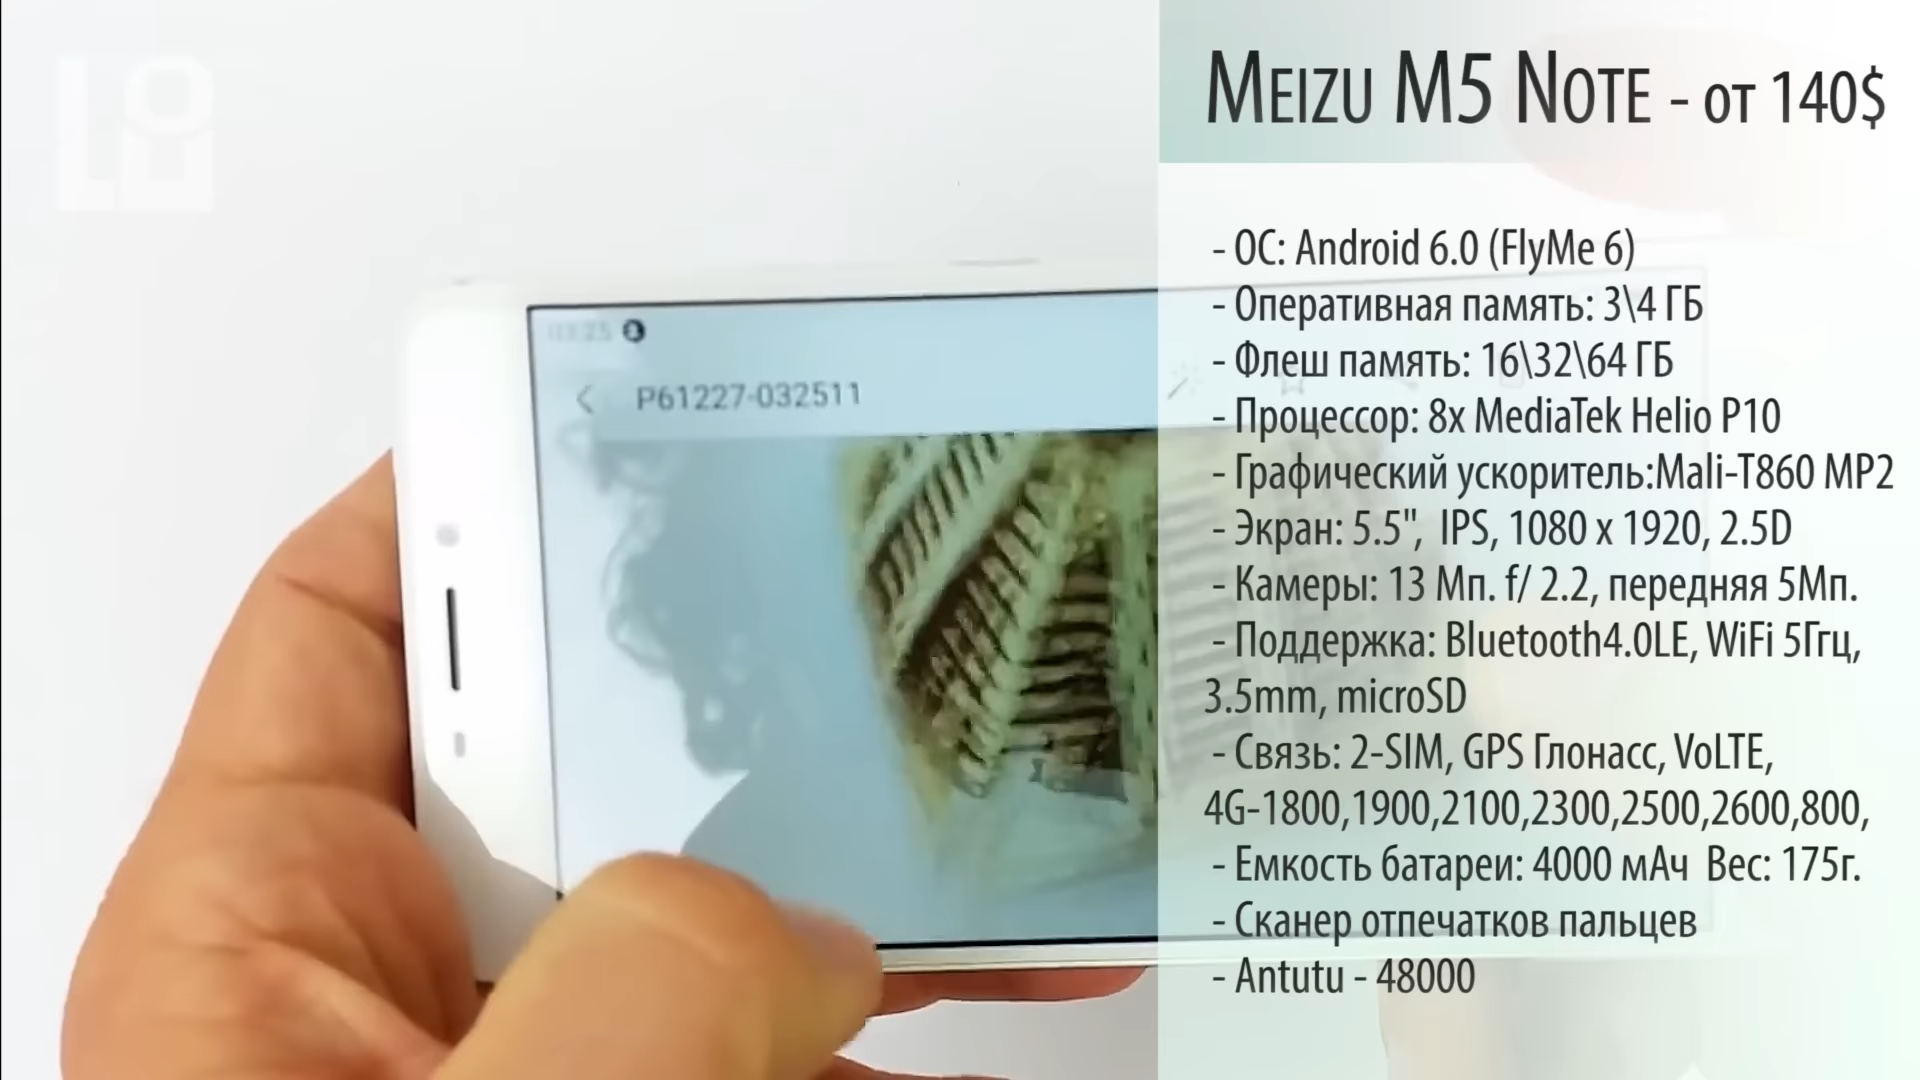 MEIZU M5 NOTE - от 140$
- ОС: Android 6.0 (FlyMe 6)
- Оперативная память: 3\4 ГБ
- Флеш память: 16\32\64 ГБ
- Процессор: 8x MediaTek Helio P10
- Графический ускоритель:Mali-T860 MP2
- Экран: 5.5", IPS, 1080 x 1920, 2.5D
- Камеры: 13 Мп. f/ 2.2, передняя 5Мп.
- Поддержка: Bluetooth4.0LE, WiFi 5Ггц,
3.5mm, microSD
- Связь: 2-SIM, GPS Глонасс, VoLTE,
4G-1800,1900,2100,2300,2500,2600,800,
- Емкость батареи: 4000 мАч Вес: 175г.
- Сканер отпечатков пальцев
- Antutu - 48000
P61227-032511